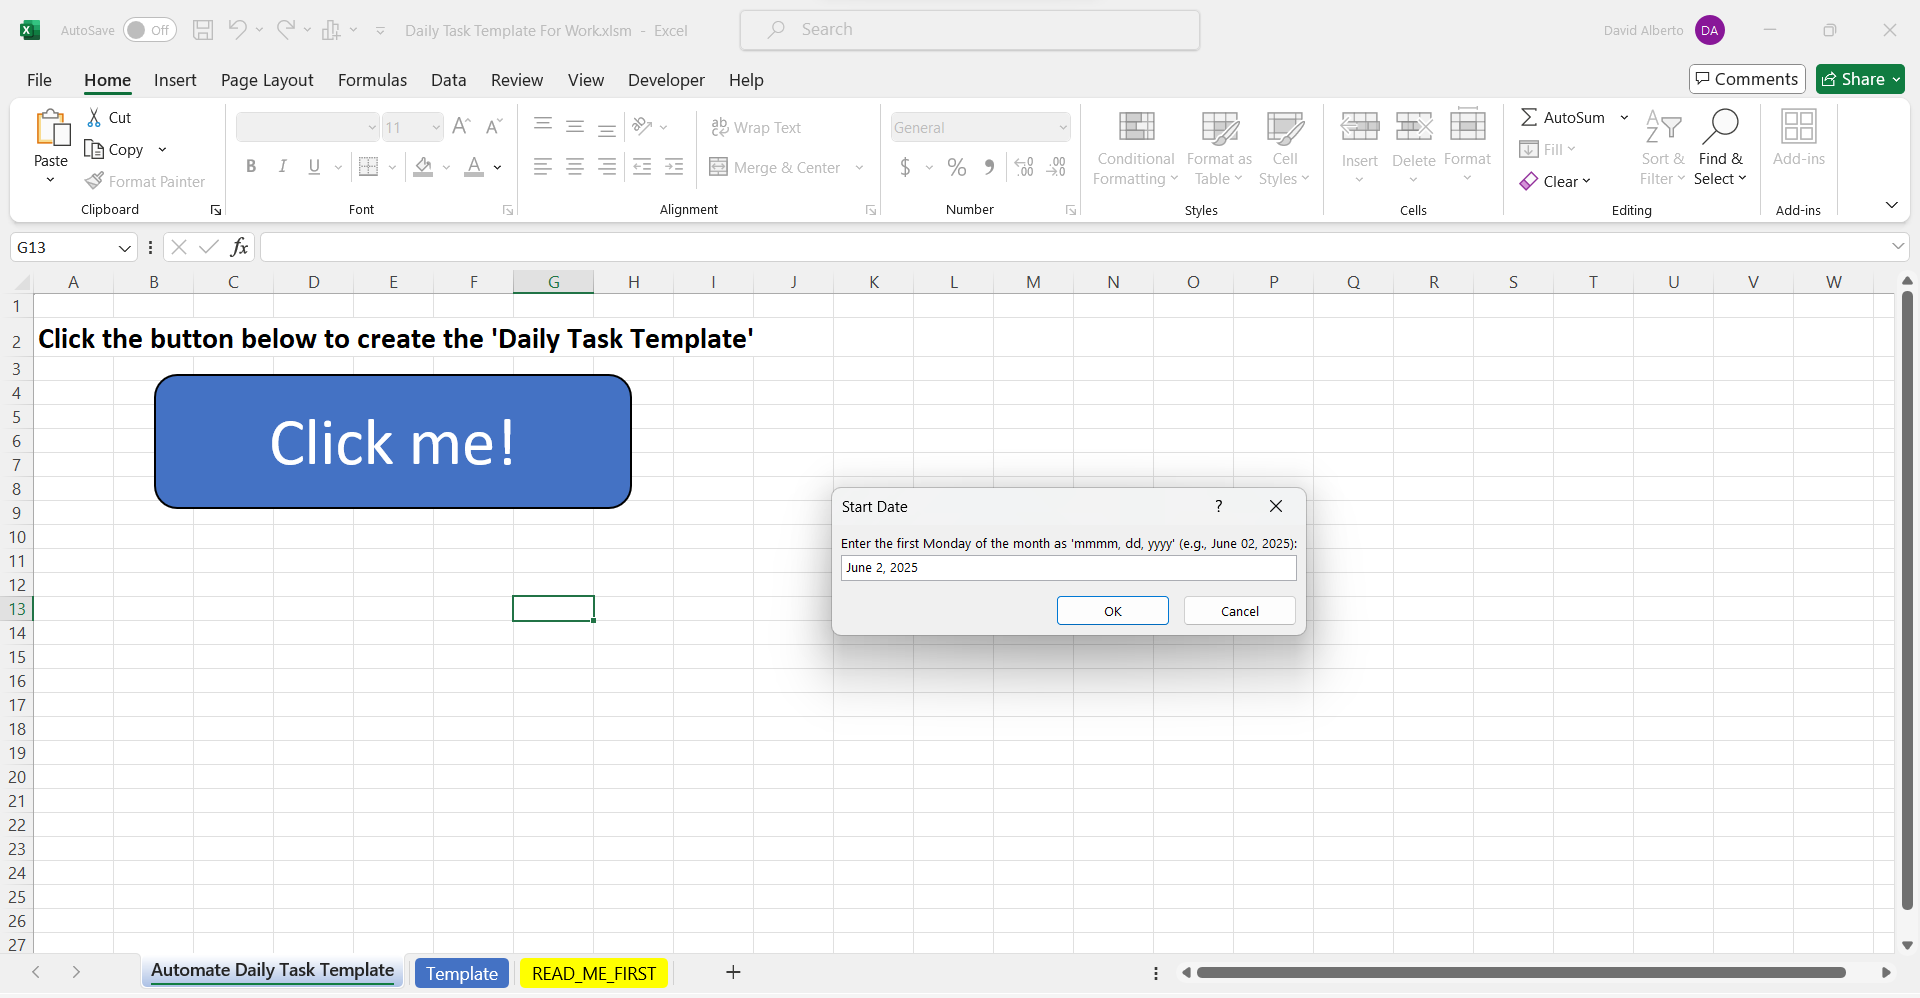 AutoSave Off Daily Task Template For Work.xlsm - Excel Search David Alberto DA
File Home Insert Page Layout Formulas Data Review View Developer Help Comments Share
Paste Cut Copy Format Painter
Clipboard
11 A A B I U A
Font
ab Wrap Text
Merge & Center
Alignment
General
$ % 9 .00 .00
Number
Conditional Formatting Format as Table Cell Styles
Styles
Insert Delete Format
Cells
AutoSum Fill Clear Sort & Filter Find & Select
Editing
Add-ins
Add-ins
G13 fx
A B C D E F G H I J K L M N O P Q R S T U V W
1
2 Click the button below to create the 'Daily Task Template'
3
4
5
6 Click me!
7
8
9
Start Date ?
10
Enter the first Monday of the month as 'mmmm, dd, yyyy' (e.g., June 02, 2025):
11
June 2, 2025
12
13 OK Cancel
14
15
16
17
18
19
20
21
22
23
24
25
26
27
Automate Daily Task Template Template READ_ME_FIRST +